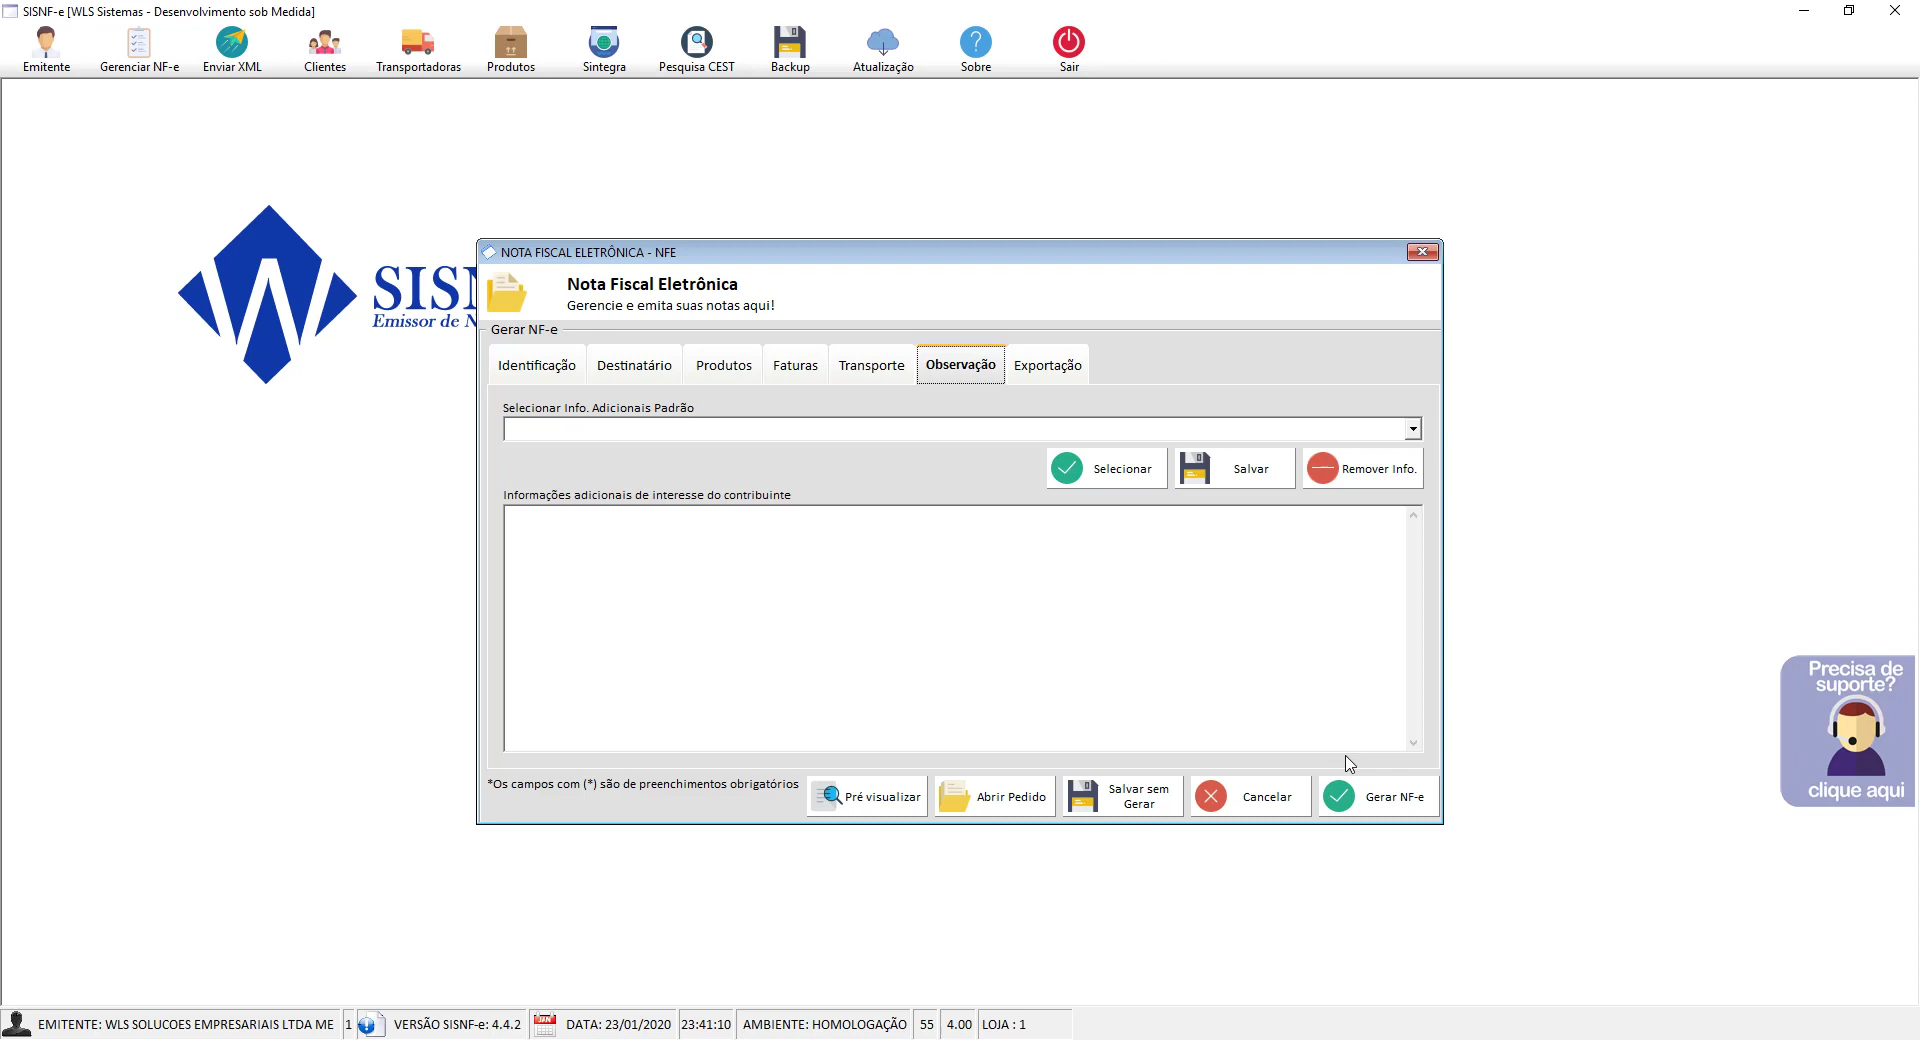 SISNF-e [WLS Sistemas - Desenvolvimento sob Medida]
Emitente
Gerenciar NF-e
Enviar XML
Clientes
Transportadoras
Produtos
Sintegra
Pesquisa CEST
Backup
Atualização
Sobre
Sair
SISN
Emissor de N
NOTA FISCAL ELETRÔNICA - NFE
Nota Fiscal Eletrônica
Gerencie e emita suas notas aqui!
Gerar NF-e
Identificação
Destinatário
Produtos
Faturas
Transporte
Observação
Exportação
Selecionar Info. Adicionais Padrão
Selecionar
Salvar
Remover Info.
Informações adicionais de interesse do contribuinte
*Os campos com (*) são de preenchimentos obrigatórios
Pré visualizar
Abrir Pedido
Salvar sem
Gerar
Cancelar
Gerar NF-e
Precisa de
suporte?
clique aqui
EMITENTE: WLS SOLUCOES EMPRESARIAIS LTDA ME
1
VERSÃO SISNF-e: 4.4.2
JAN
DATA: 23/01/2020
23:41:10
AMBIENTE: HOMOLOGAÇÃO
55
4.00
LOJA : 1